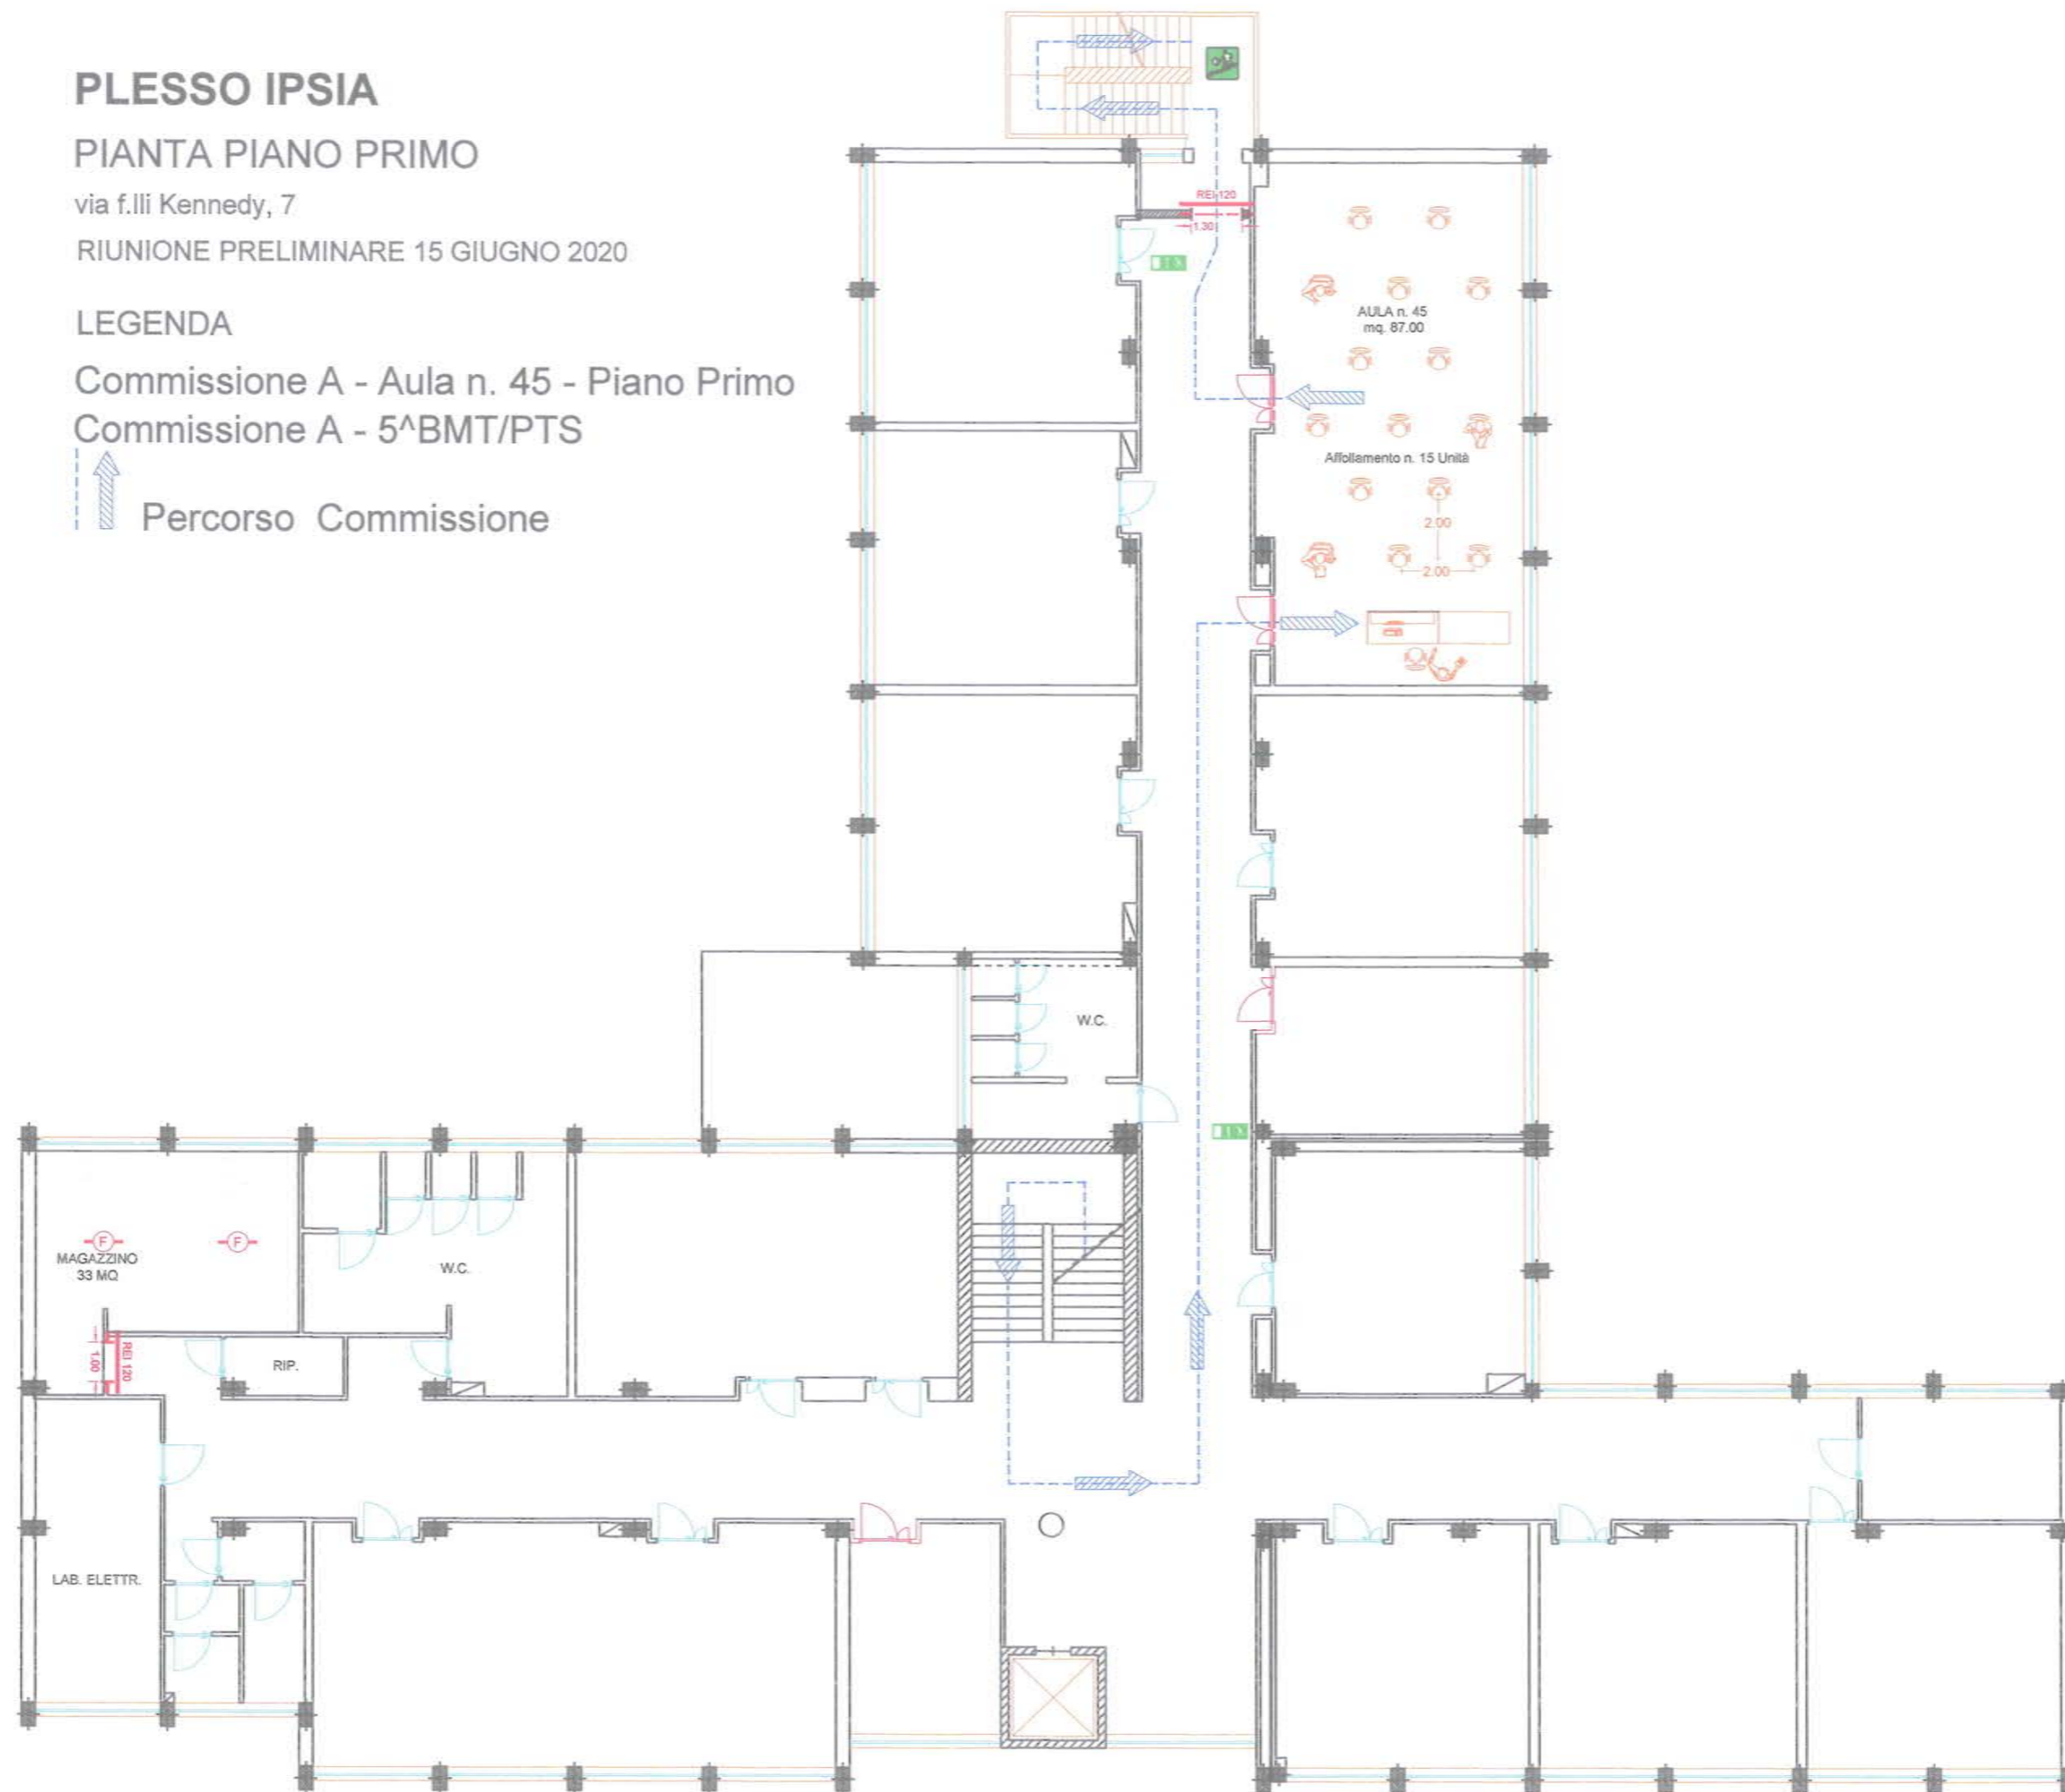 PLESSO IPSIA
PIANTA PIANO PRIMO
via f.lli Kennedy, 7
RIUNIONE PRELIMINARE 15 GIUGNO 2020
LEGENDA
Commissione A - Aula n. 45 - Piano Primo
Commissione A - 5^BMT/PTS
Percorso Commissione
REI 120
1.30
AULA n. 45
mq. 87.00
Affollamento n. 15 Unità
2.00
2.00
W.C.
F
F
MAGAZZINO
33 MQ
W.C.
REI 120
1.00
RIP.
LAB. ELETTR.